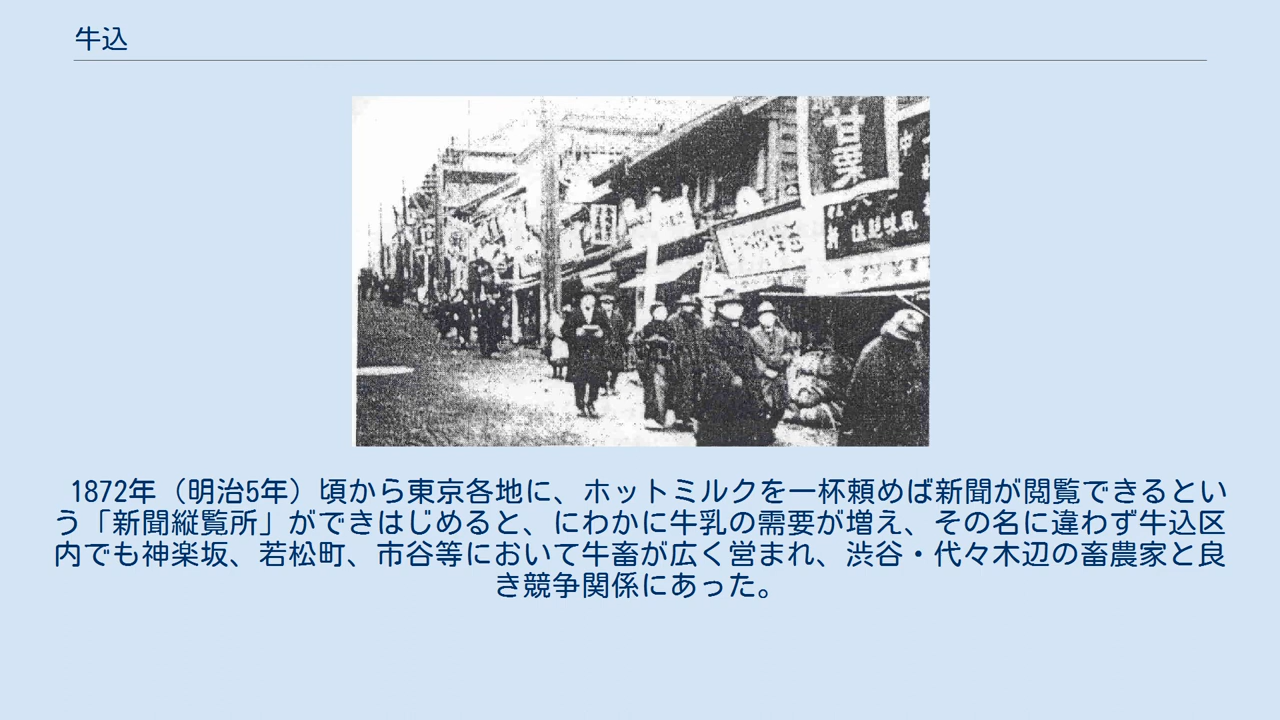 牛込
甘栗
1872年（明治5年）頃から東京各地に、ホットミルクを一杯頼めば新聞が閲覧できるとい
う「新聞縦覧所」ができはじめると、にわかに牛乳の需要が増え、その名に違わず牛込区
内でも神楽坂、若松町、市谷等において牛畜が広く営まれ、渋谷・代々木辺の畜農家と良
き競争関係にあった。